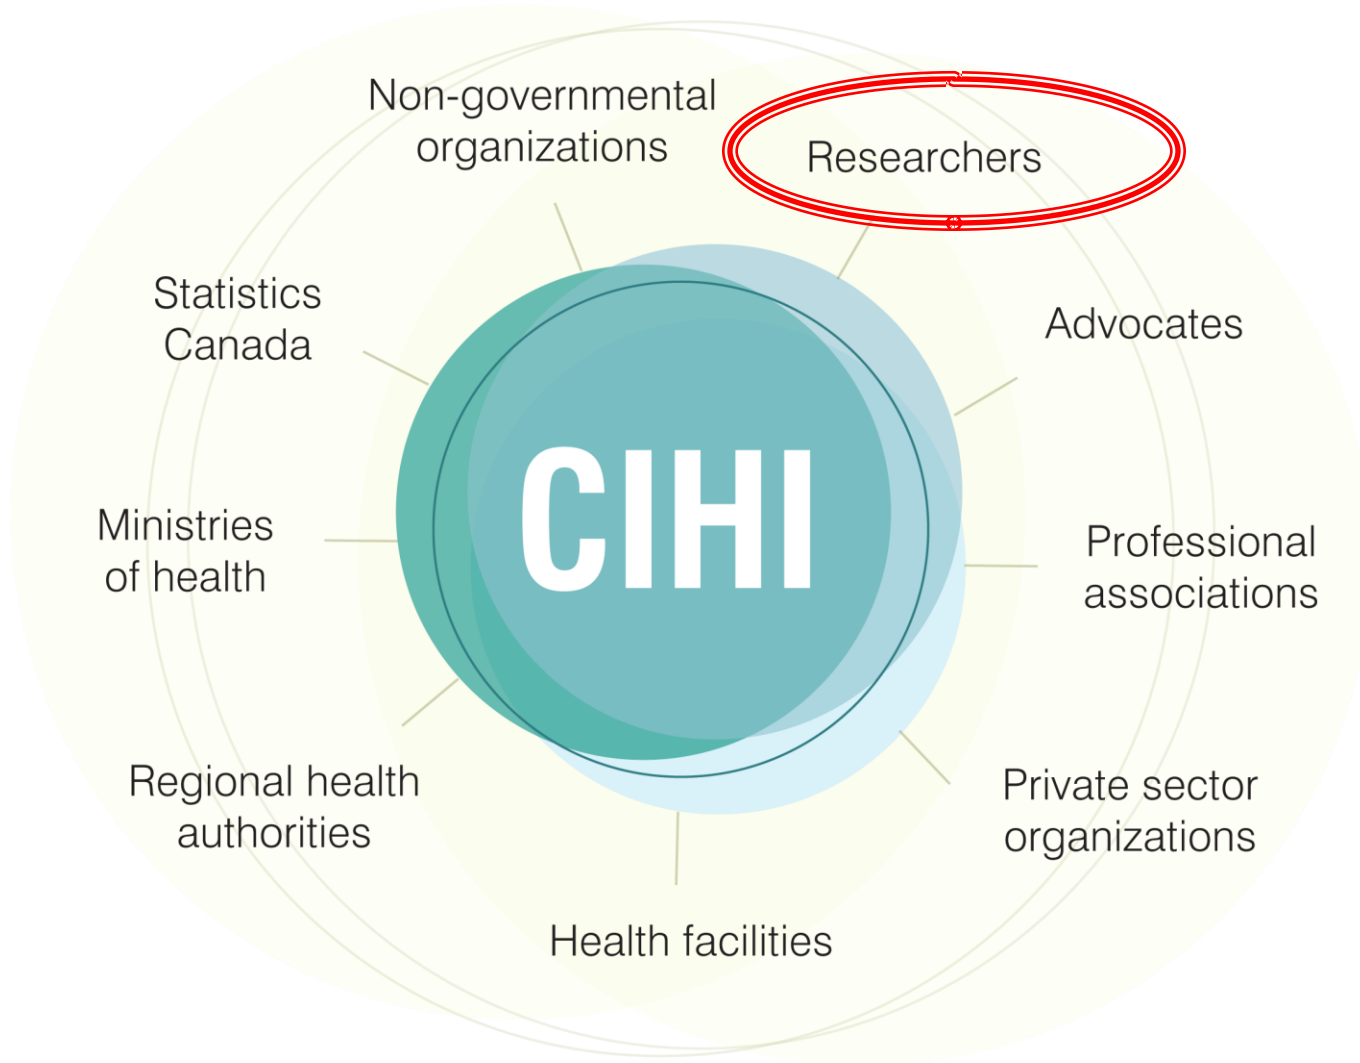 Non-governmental
organizations
Researchers
Statistics
Canada
Advocates
CIHI
Ministries
of health
Professional
associations
Regional health
authorities
Private sector
organizations
Health facilities